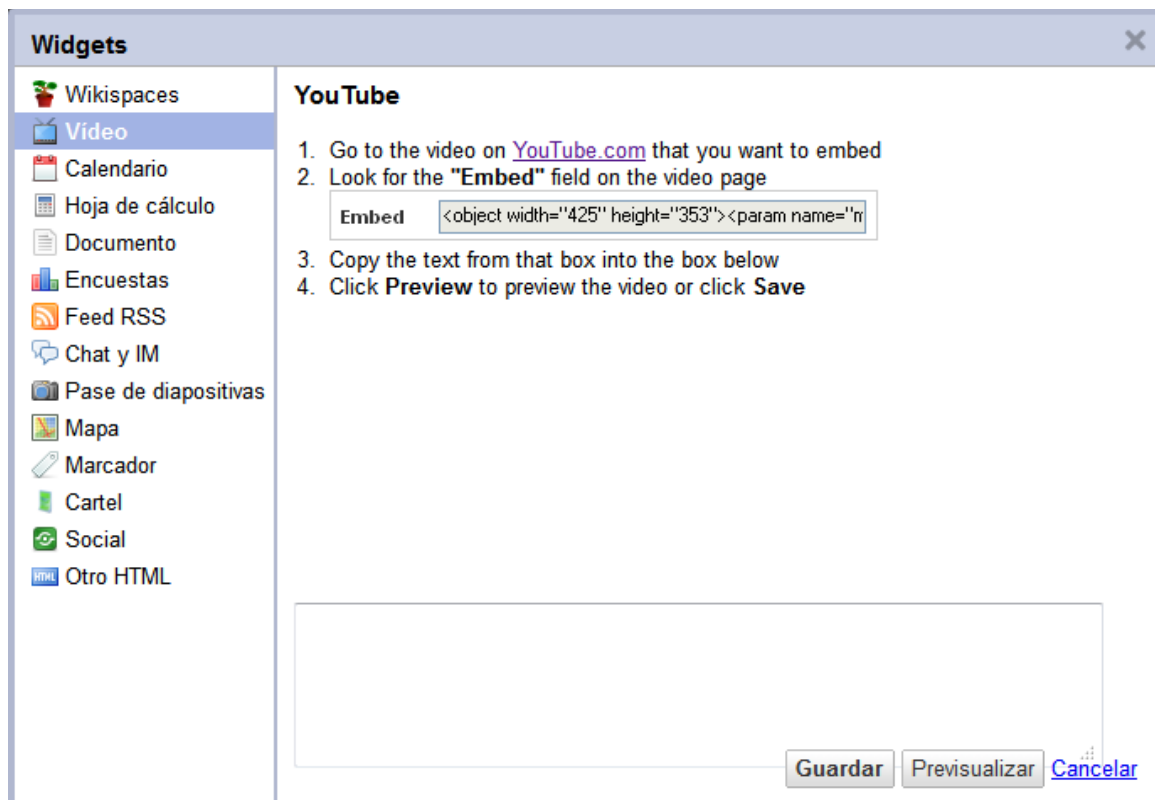 Widgets
Wikispaces
Vídeo
Calendario
Hoja de cálculo
Documento
Encuestas
Feed RSS
Chat y IM
Pase de diapositivas
Mapa
Marcador
Cartel
Social
HTML Otro HTML
YouTube
1. Go to the video on YouTube.com that you want to embed
2. Look for the "Embed" field on the video page
Embed <object width="425" height="353"><param name="m
3. Copy the text from that box into the box below
4. Click Preview to preview the video or click Save
Guardar Previsualizar Cancelar